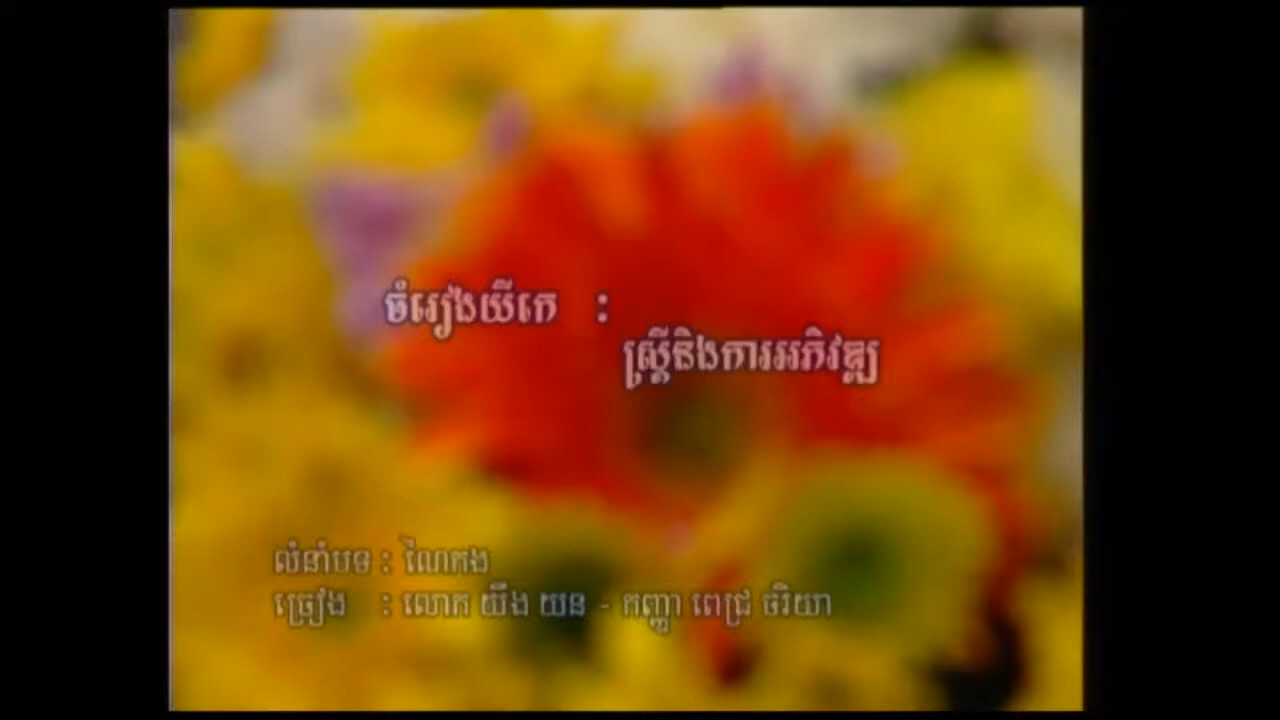 ចំរៀងយីកេ :
ស្ត្រីនិងការអភិវឌ្ឍ
លំនាំបទ : ណៃកង
ច្រៀង : លោក យឹង យន - កញ្ញា ពេជ្រ ចរិយា